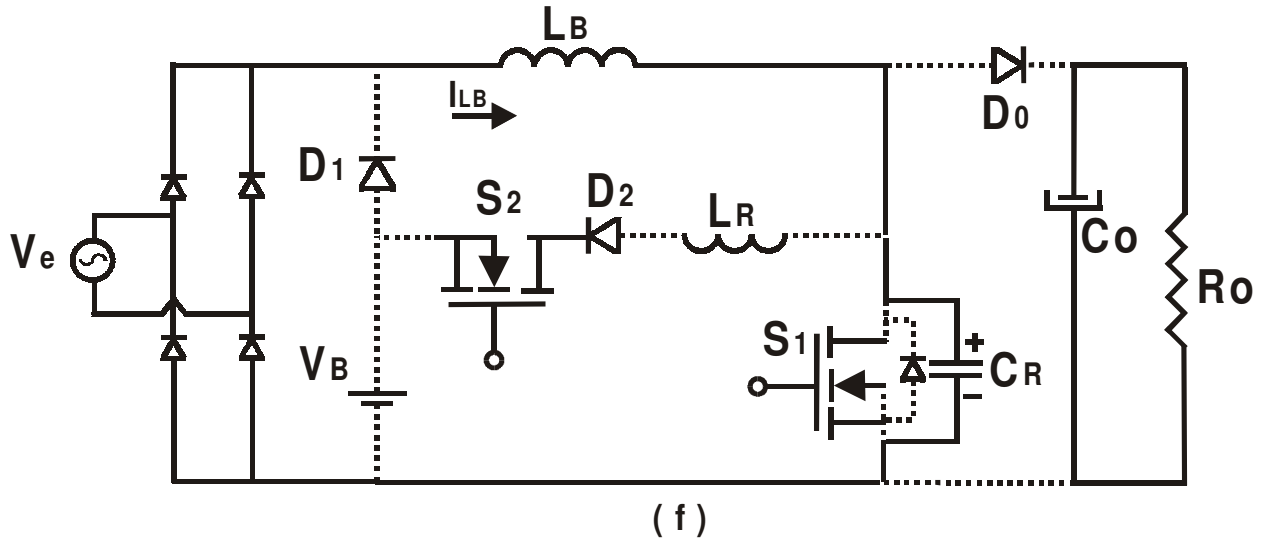 LB
ILB
D0
D1
S2
D2
LR
Ve
Co
Ro
VB
S1
+
CR
−
( f )